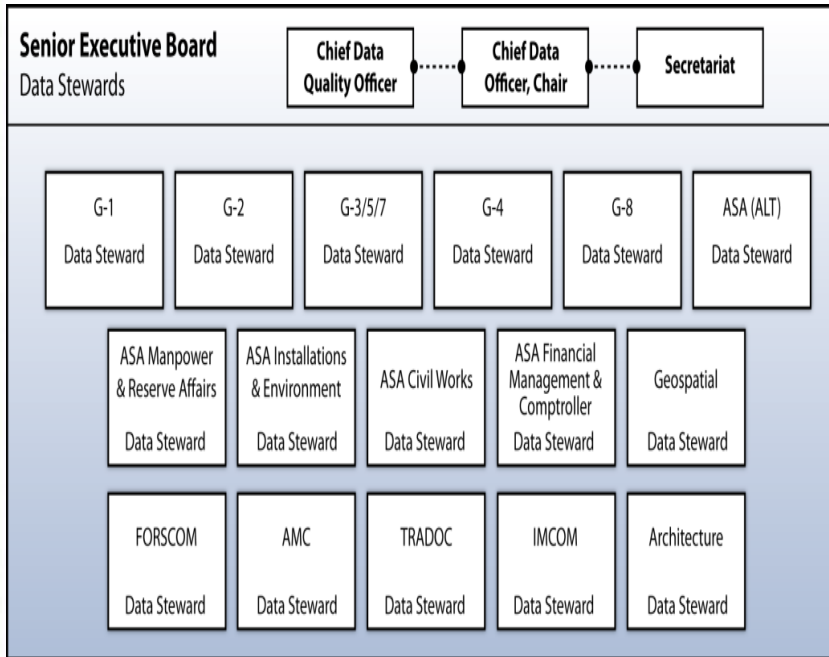 Senior Executive Board
Data Stewards
Chief Data
Quality Officer
Chief Data
Officer, Chair
Secretariat
G-1
Data Steward
G-2
Data Steward
G-3/5/7
Data Steward
G-4
Data Steward
G-8
Data Steward
ASA (ALT)
Data Steward
ASA Manpower
& Reserve Affairs
Data Steward
ASA Installations
& Environment
Data Steward
ASA Civil Works
Data Steward
ASA Financial
Management &
Comptroller
Data Steward
Geospatial
Data Steward
FORSCOM
Data Steward
AMC
Data Steward
TRADOC
Data Steward
IMCOM
Data Steward
Architecture
Data Steward